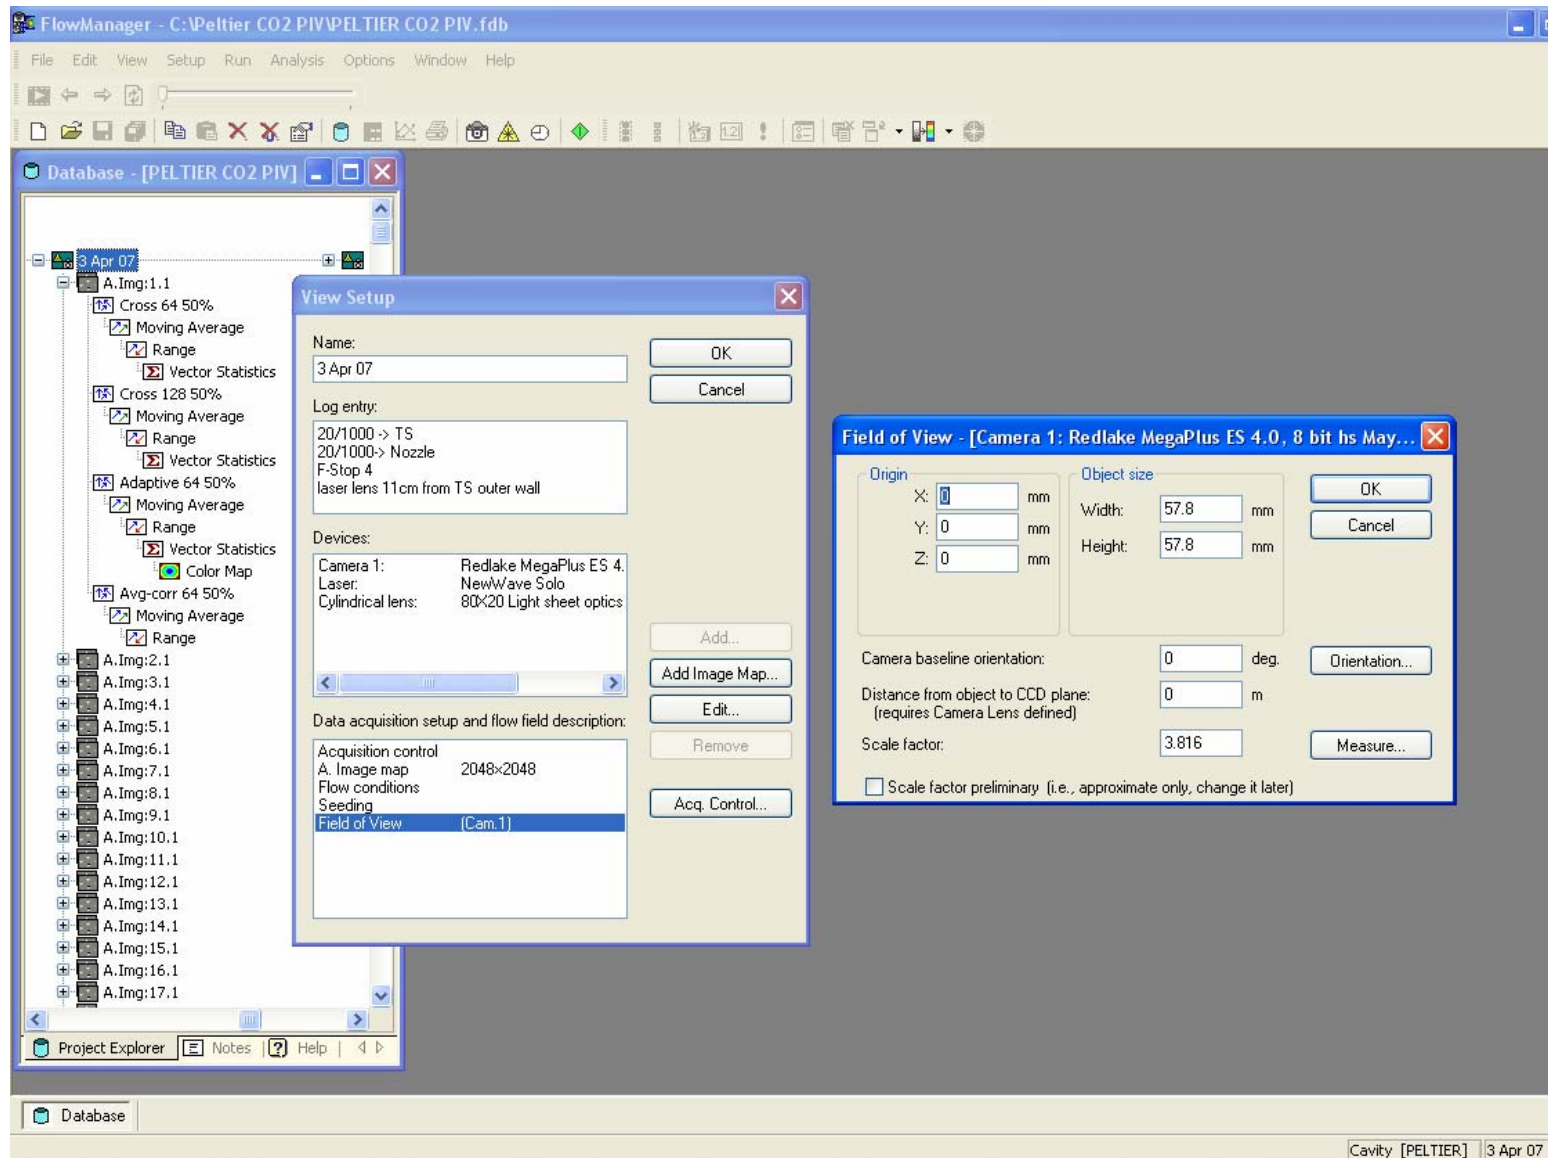 FlowManager - C:\Peltier CO2 PIV\PELTIER CO2 PIV.fdb
File Edit View Setup Run Analysis Options Window Help
Database - [PELTIER CO2 PIV]
3 Apr 07
A.Img:1.1
Cross 64 50%
Moving Average
Range
Vector Statistics
Cross 128 50%
Moving Average
Range
Vector Statistics
Adaptive 64 50%
Moving Average
Range
Vector Statistics
Color Map
Avg-corr 64 50%
Moving Average
Range
A.Img:2.1
A.Img:3.1
A.Img:4.1
A.Img:5.1
A.Img:6.1
A.Img:7.1
A.Img:8.1
A.Img:9.1
A.Img:10.1
A.Img:11.1
A.Img:12.1
A.Img:13.1
A.Img:14.1
A.Img:15.1
A.Img:16.1
A.Img:17.1
Project Explorer Notes Help
View Setup
Name:
3 Apr 07
OK
Cancel
Log entry:
20/1000 -> TS
20/1000-> Nozzle
F-Stop 4
laser lens 11cm from TS outer wall
Devices:
Camera 1: Redlake MegaPlus ES 4.
Laser: NewWave Solo
Cylindrical lens: 80X20 Light sheet optics
Add...
Add Image Map...
Edit...
Remove
Data acquisition setup and flow field description:
Acquisition control
A. Image map 2048×2048
Flow conditions
Seeding
Field of View (Cam.1)
Acq. Control...
Field of View - [Camera 1: Redlake MegaPlus ES 4.0, 8 bit hs May...
Origin
X: 0 mm
Y: 0 mm
Z: 0 mm
Object size
Width: 57.8 mm
Height: 57.8 mm
OK
Cancel
Camera baseline orientation: 0 deg. Orientation...
Distance from object to CCD plane: 0 m
(requires Camera Lens defined)
Scale factor: 3.816 Measure...
Scale factor preliminary (i.e., approximate only, change it later)
Database
Cavity [PELTIER] 3 Apr 07